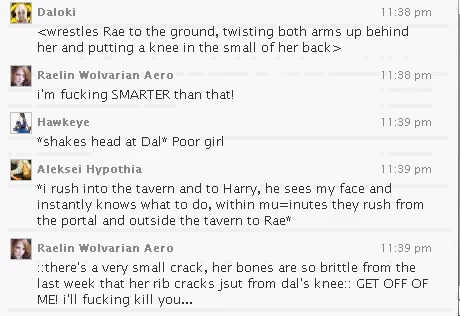 Daloki 11:38 pm
<wrestles Rae to the ground, twisting both arms up behind
her and putting a knee in the small of her back>
Raelin Wolvarian Aero 11:38 pm
i'm fucking SMARTER than that!
Hawkeye 11:39 pm
*shakes head at Dal* Poor girl
Aleksei Hypothia 11:39 pm
*i rush into the tavern and to Harry, he sees my face and
instantly knows what to do, within mu=inutes they rush from
the portal and outside the tavern to Rae*
Raelin Wolvarian Aero 11:39 pm
::there's a very small crack, her bones are so brittle from the
last week that her rib cracks jsut from dal's knee:: GET OFF OF
ME! i'll fucking kill you...